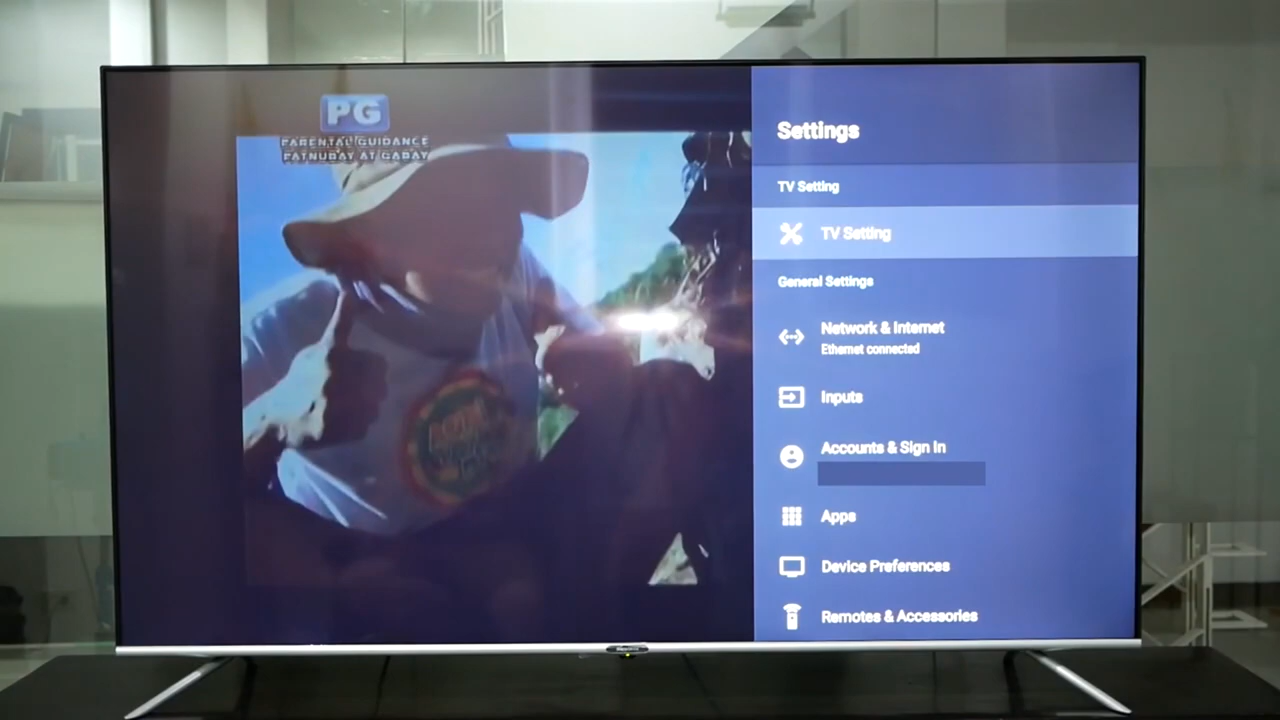 PG
PARENTAL GUIDANCE
PATNUBAY AT GABAY
Settings
TV Setting
TV Setting
General Settings
Network & Internet
Ethernet connected
Inputs
Accounts & Sign In
Apps
Device Preferences
Remotes & Accessories